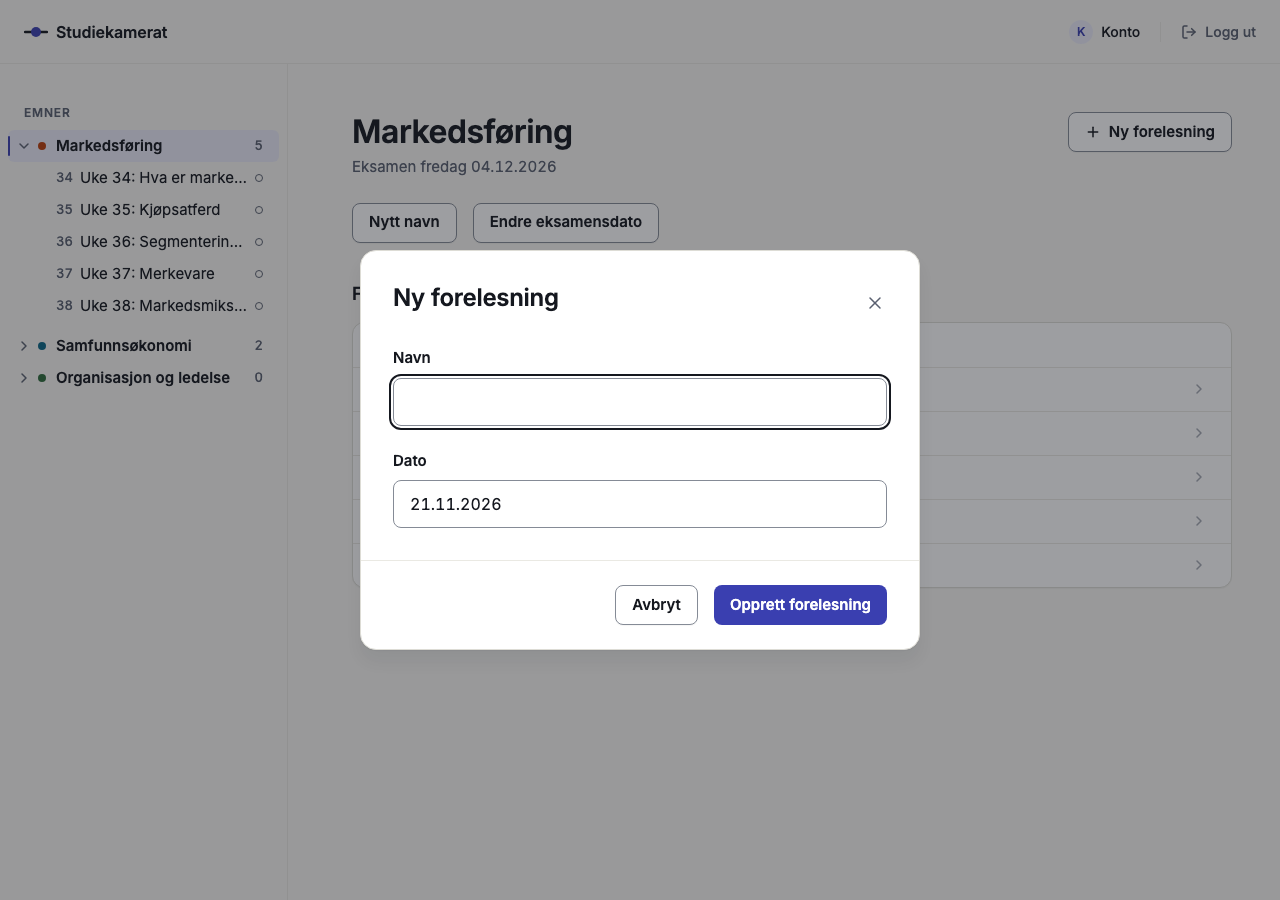 Studiekamerat
K Konto
Logg ut
EMNER
Markedsføring 5
34 Uke 34: Hva er marke...
35 Uke 35: Kjøpsatferd
36 Uke 36: Segmenterin...
37 Uke 37: Merkevare
38 Uke 38: Markedsmiks...
Samfunnsøkonomi 2
Organisasjon og ledelse 0
Markedsføring
Eksamen fredag 04.12.2026
Ny forelesning
Nytt navn
Endre eksamensdato
Ny forelesning
Navn
Dato
21.11.2026
Avbryt
Opprett forelesning